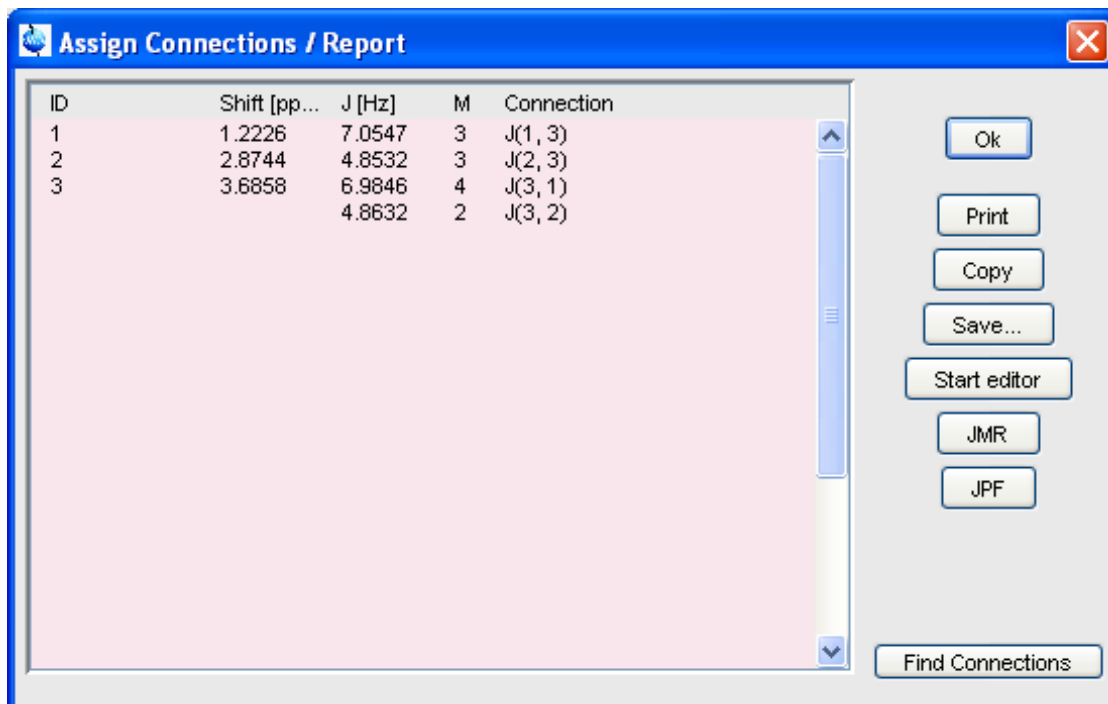 Assign Connections / Report
ID Shift [pp... J [Hz] M Connection
1 1.2226 7.0547 3 J(1, 3)
2 2.8744 4.8532 3 J(2, 3)
3 3.6858 6.9846 4 J(3, 1)
4.8632 2 J(3, 2)
Ok
Print
Copy
Save...
Start editor
JMR
JPF
Find Connections